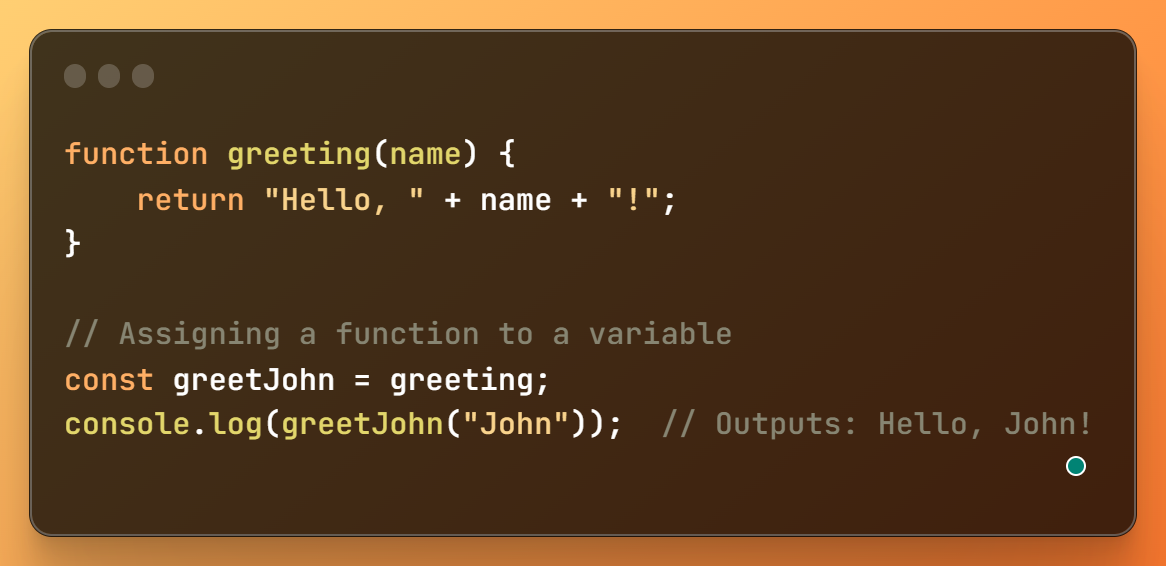 function greeting(name) {
    return "Hello, " + name + "!";
}

// Assigning a function to a variable
const greetJohn = greeting;
console.log(greetJohn("John"));  // Outputs: Hello, John!